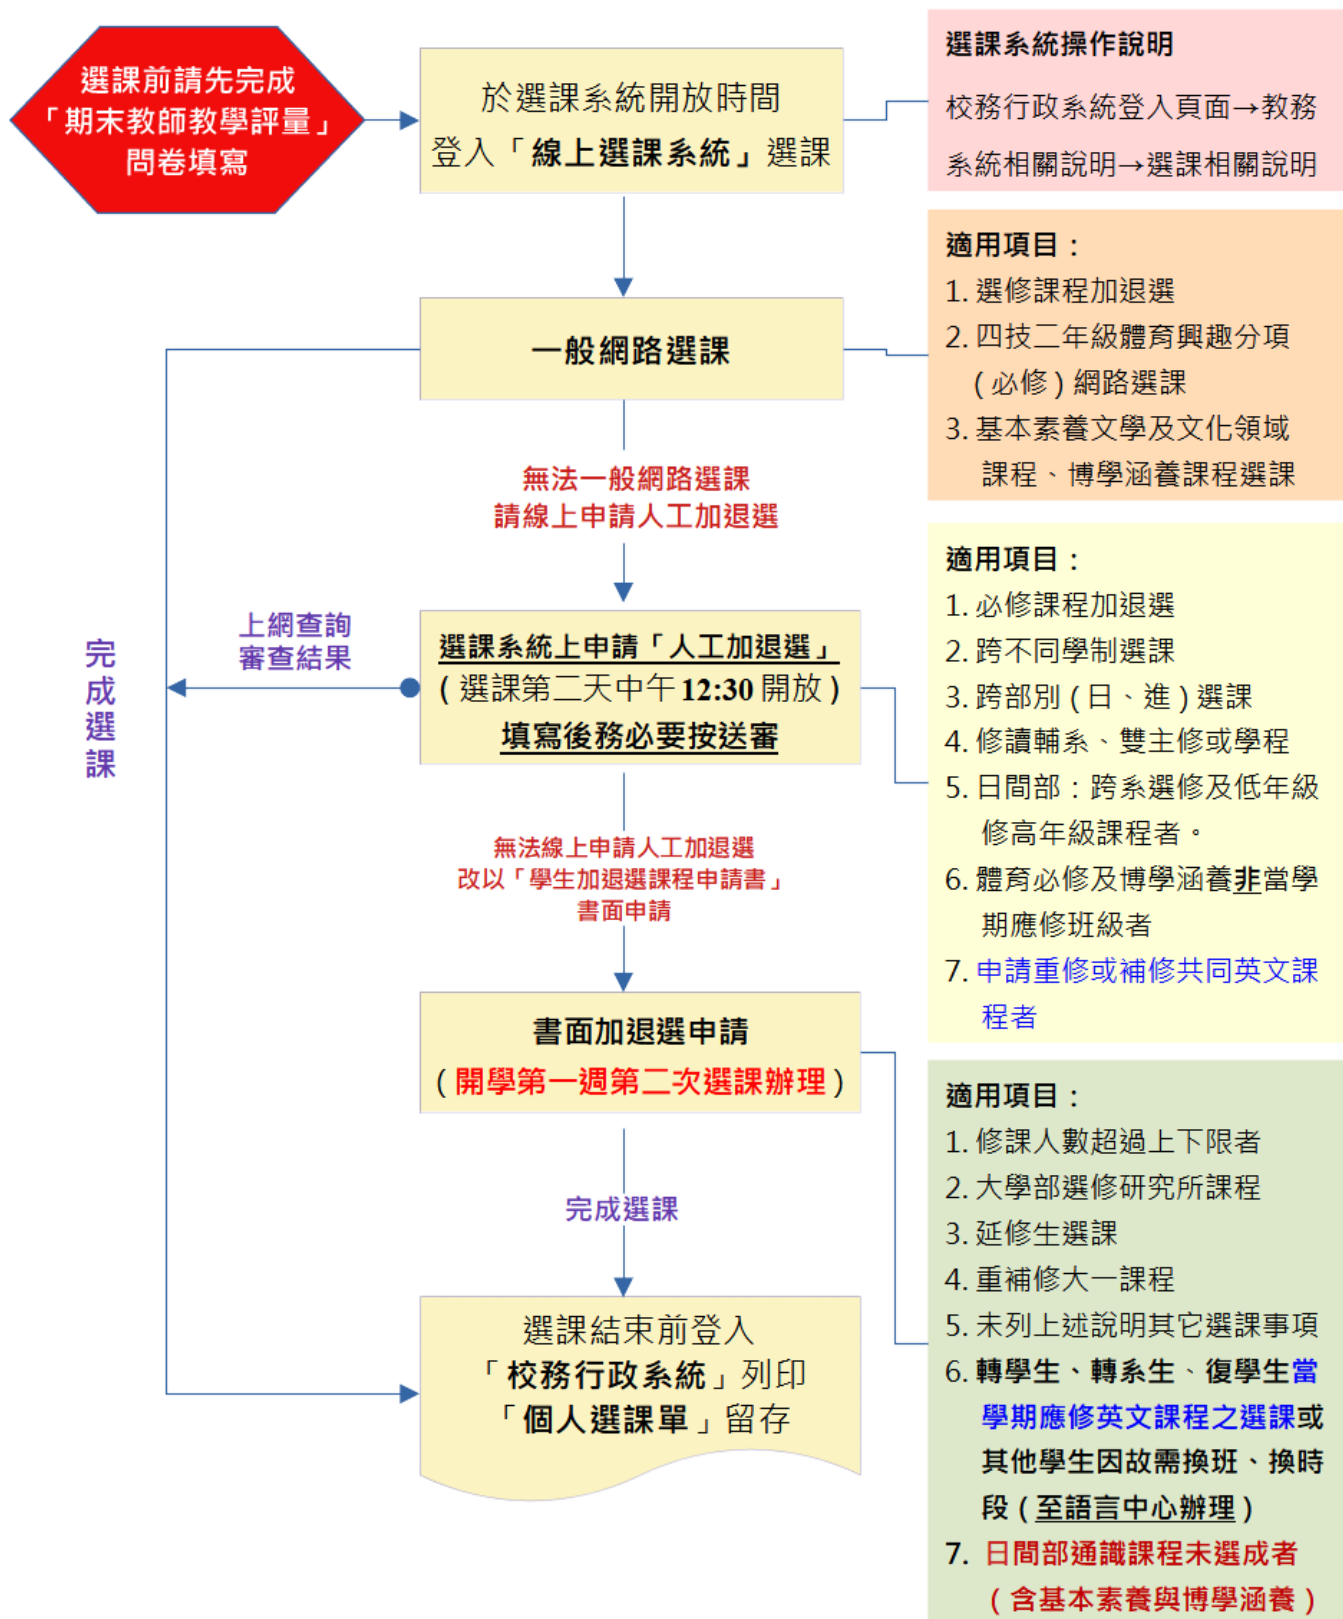 選課前請先完成
「期末教師教學評量」
問卷填寫
於選課系統開放時間
登入「線上選課系統」選課
選課系統操作說明
校務行政系統登入頁面→教務
系統相關說明→選課相關說明
一般網路選課
適用項目：
1. 選修課程加退選
2. 四技二年級體育興趣分項
(必修)網路選課
3. 基本素養文學及文化領域
課程、博學涵養課程選課
無法一般網路選課
請線上申請人工加退選
選課系統上申請「人工加退選」
(選課第二天中午 12:30 開放)
填寫後務必要按送審
上網查詢
審查結果
完成選課
適用項目：
1. 必修課程加退選
2. 跨不同學制選課
3. 跨部別(日、進)選課
4. 修讀輔系、雙主修或學程
5. 日間部：跨系選修及低年級
修高年級課程者。
6. 體育必修及博學涵養非當學
期應修班級者
7. 申請重修或補修共同英文課
程者
無法線上申請人工加退選
改以「學生加退選課程申請書」
書面申請
書面加退選申請
(開學第一週第二次選課辦理)
適用項目：
1. 修課人數超過上下限者
2. 大學部選修研究所課程
3. 延修生選課
4. 重補修大一課程
5. 未列上述說明其它選課事項
6. 轉學生、轉系生、復學生當
學期應修英文課程之選課或
其他學生因故需換班、換時
段(至語言中心辦理)
7. 日間部通識課程未選成者
(含基本素養與博學涵養)
完成選課
選課結束前登入
「校務行政系統」列印
「個人選課單」留存